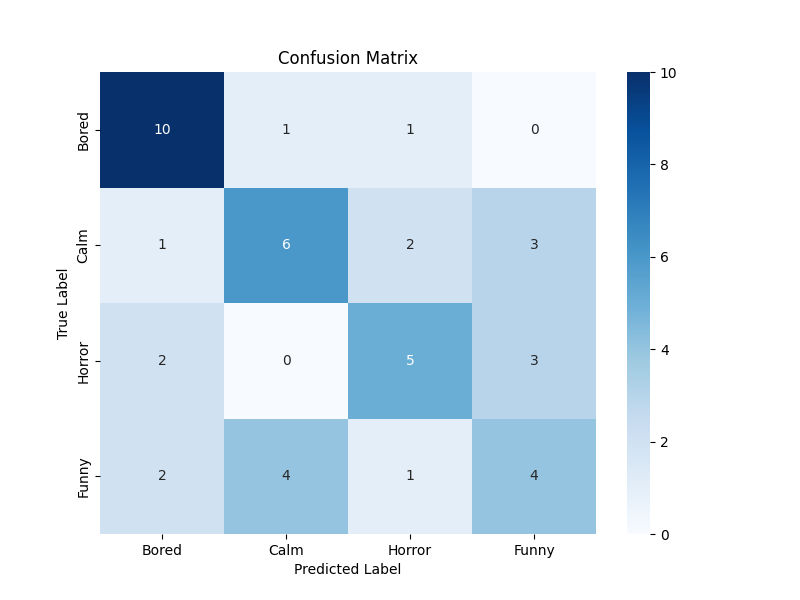 Confusion Matrix
True Label
Bored 10 1 1 0
Calm 1 6 2 3
Horror 2 0 5 3
Funny 2 4 1 4
Bored Calm Horror Funny
Predicted Label
10
8
6
4
2
0